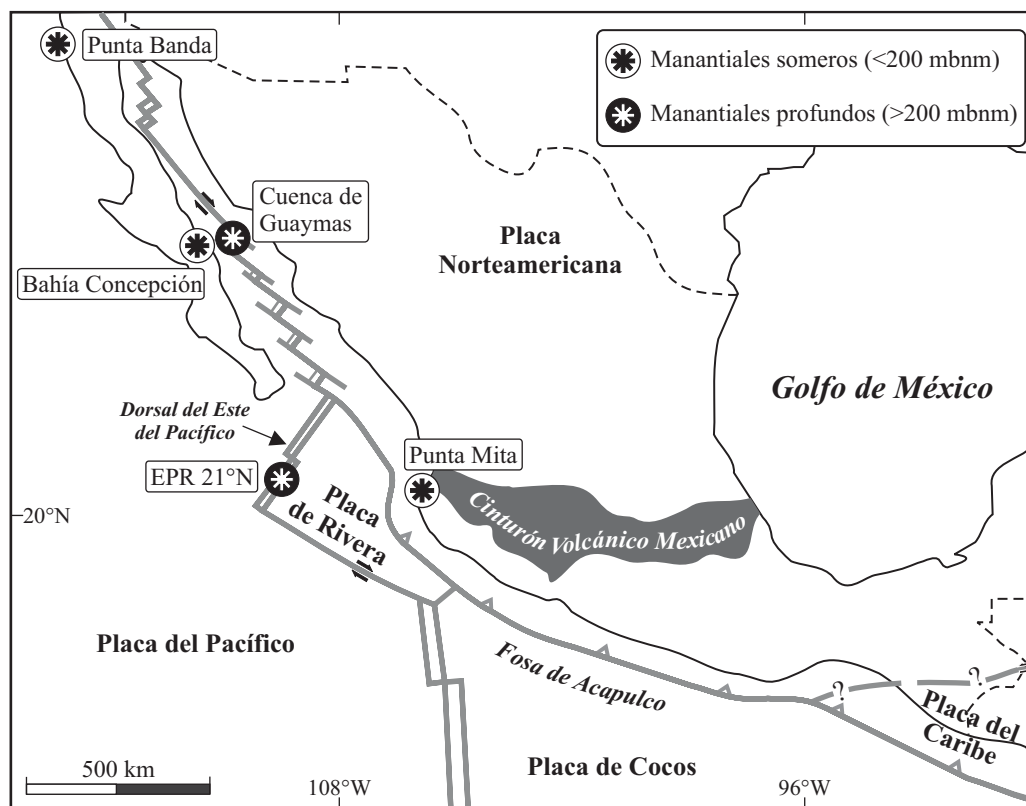 Punta Banda
Manantiales someros (<200 mbnm)
Manantiales profundos (>200 mbnm)
Cuenca de
Guaymas
Placa
Norteamericana
Bahía Concepción
Golfo de México
Dorsal del Este
del Pacífico
Punta Mita
EPR 21°N
Placa
de Rivera
Cinturón Volcánico Mexicano
20°N
Placa del Pacífico
Fosa de Acapulco
?
?
Placa del
Caribe
Placa de Cocos
500 km
108°W
96°W